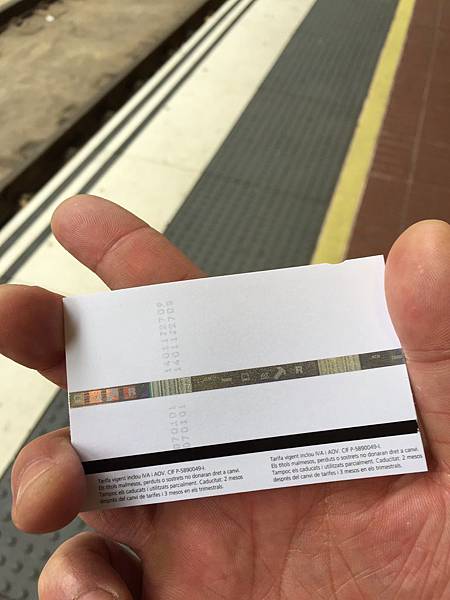 1401122709
1401122708
070101
070101
R
Tarifa vigent inclou IVA i AOV. CIF P-5890049-I.
Els títols malmesos, perduts o sostrets no donaran dret a canvi.
Tampoc els caducats i utilitzats parcialment. Caducitat: 2 mesos
després del canvi de tarifes i 3 mesos en els trimestrals.
Tarifa vigent inclou IVA i AOV. CIF P-5890049-I.
Els títols malmesos, perduts o sostrets no donaran dret a canvi.
Tampoc els caducats i utilitzats parcialment. Caducitat: 2 mesos
després del canvi de tarifes i 3 mesos en els trimestrals.